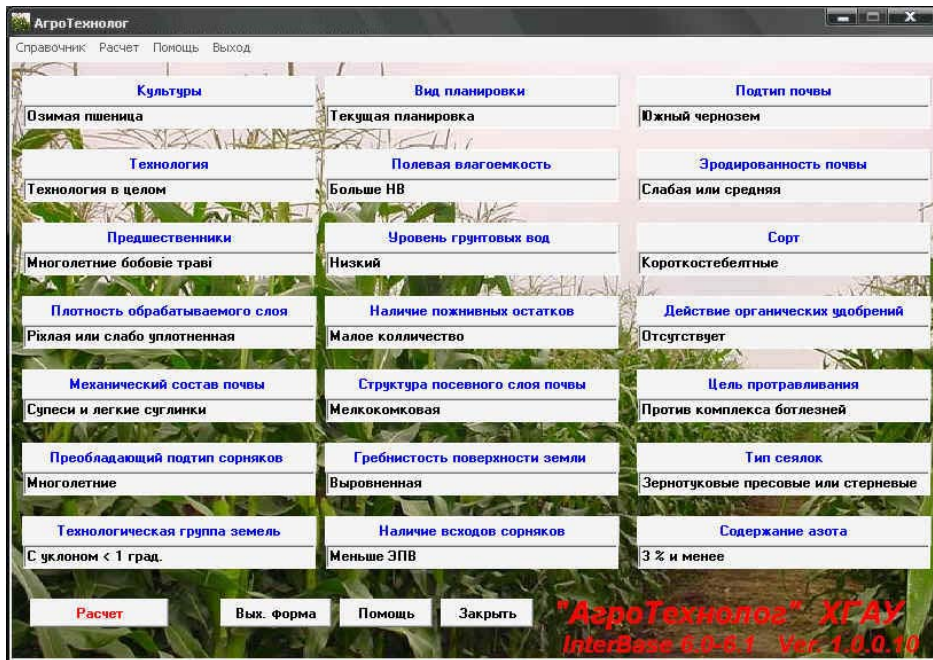 АгроТехнолог
Справочник Расчет Помощь Выход
Культуры Вид планировки Подтип почвы
Озимая пшеница Текущая планировка Южный чернозем
Технология Полевая влагоемкость Эродированность почвы
Технология в целом Больше НВ Слабая или средняя
Предшественники Уровень грунтовых вод Сорт
Многолетние бобовіе траві Низкий Короткостебелтные
Плотность обрабатываемого слоя Наличие пожнивных остатков Действие органических удобрений
Ріхлая или слабо уплотненная Малое колличество Отсутствует
Механический состав почвы Структура посевного слоя почвы Цель протравливания
Супеси и легкие суглинки Мелкокомковая Против комплекса ботлезней
Преобладающий подтип сорняков Гребнистость поверхности земли Тип сеялок
Многолетние Выровненная Зернотуковые пресовые или стерневые
Технологическая группа земель Наличие всходов сорняков Содержание азота
С уклоном < 1 град. Меньше ЭПВ 3 % и менее
Расчет Вых. форма Помощь Закрыть "АгроТехнолог" ХГАУ
InterBase 6.0-6.1 Ver. 1.0.0.10